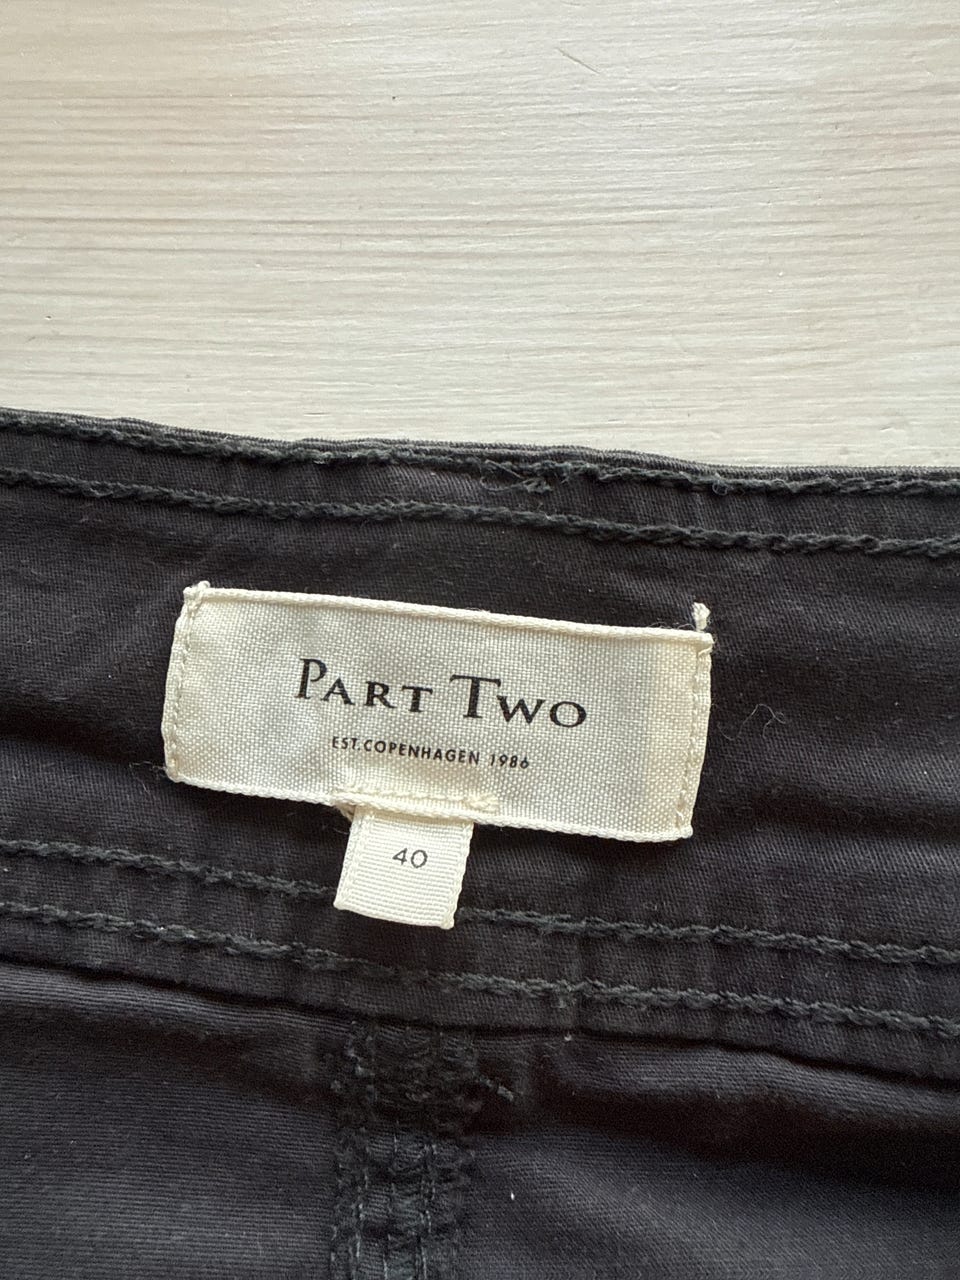 PART TWO
EST. COPENHAGEN 1986
40